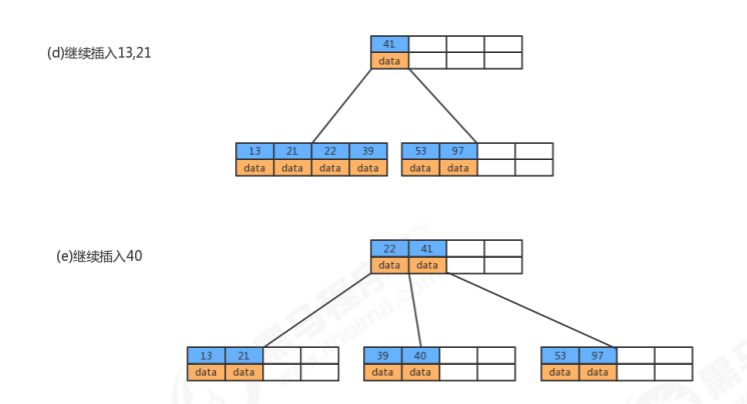 (d)继续插入13,21
41
data
13 21 22 39 53 97
data data data data data data
(e)继续插入40
22 41
data data
13 21 39 40 53 97
data data data data data data